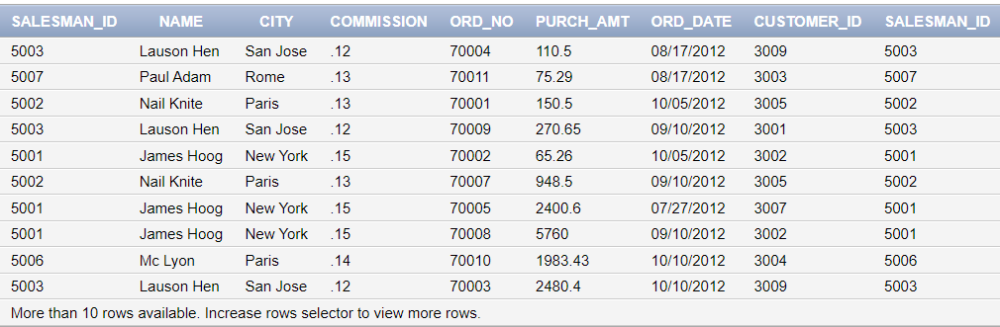 SALESMAN_ID NAME CITY COMMISSION ORD_NO PURCH_AMT ORD_DATE CUSTOMER_ID SALESMAN_ID
5003 Lauson Hen San Jose .12 70004 110.5 08/17/2012 3009 5003
5007 Paul Adam Rome .13 70011 75.29 08/17/2012 3003 5007
5002 Nail Knite Paris .13 70001 150.5 10/05/2012 3005 5002
5003 Lauson Hen San Jose .12 70009 270.65 09/10/2012 3001 5003
5001 James Hoog New York .15 70002 65.26 10/05/2012 3002 5001
5002 Nail Knite Paris .13 70007 948.5 09/10/2012 3005 5002
5001 James Hoog New York .15 70005 2400.6 07/27/2012 3007 5001
5001 James Hoog New York .15 70008 5760 09/10/2012 3002 5001
5006 Mc Lyon Paris .14 70010 1983.43 10/10/2012 3004 5006
5003 Lauson Hen San Jose .12 70003 2480.4 10/10/2012 3009 5003
More than 10 rows available. Increase rows selector to view more rows.